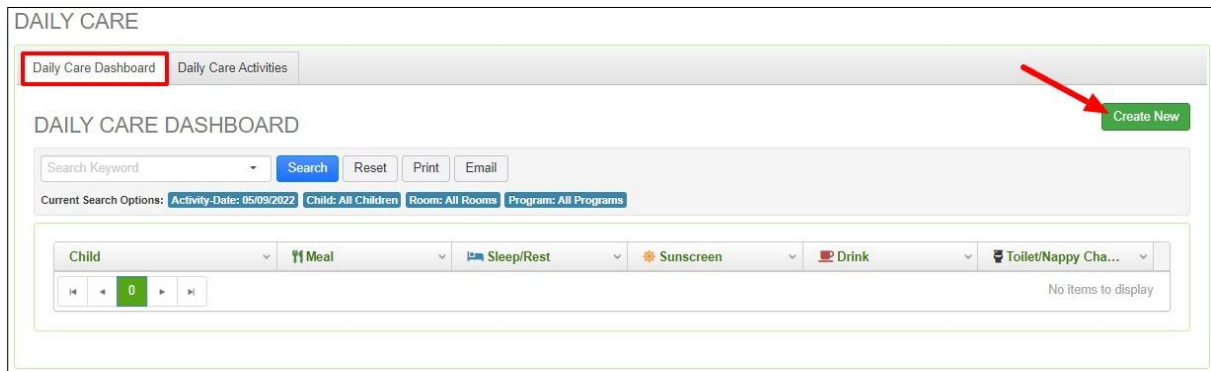 DAILY CARE
Daily Care Dashboard Daily Care Activities
Create New
DAILY CARE DASHBOARD
Search Keyword Search Reset Print Email
Current Search Options: Activity-Date: 05/09/2022 Child: All Children Room: All Rooms Program: All Programs
Child Meal Sleep/Rest Sunscreen Drink Toilet/Nappy Cha...
0 No items to display